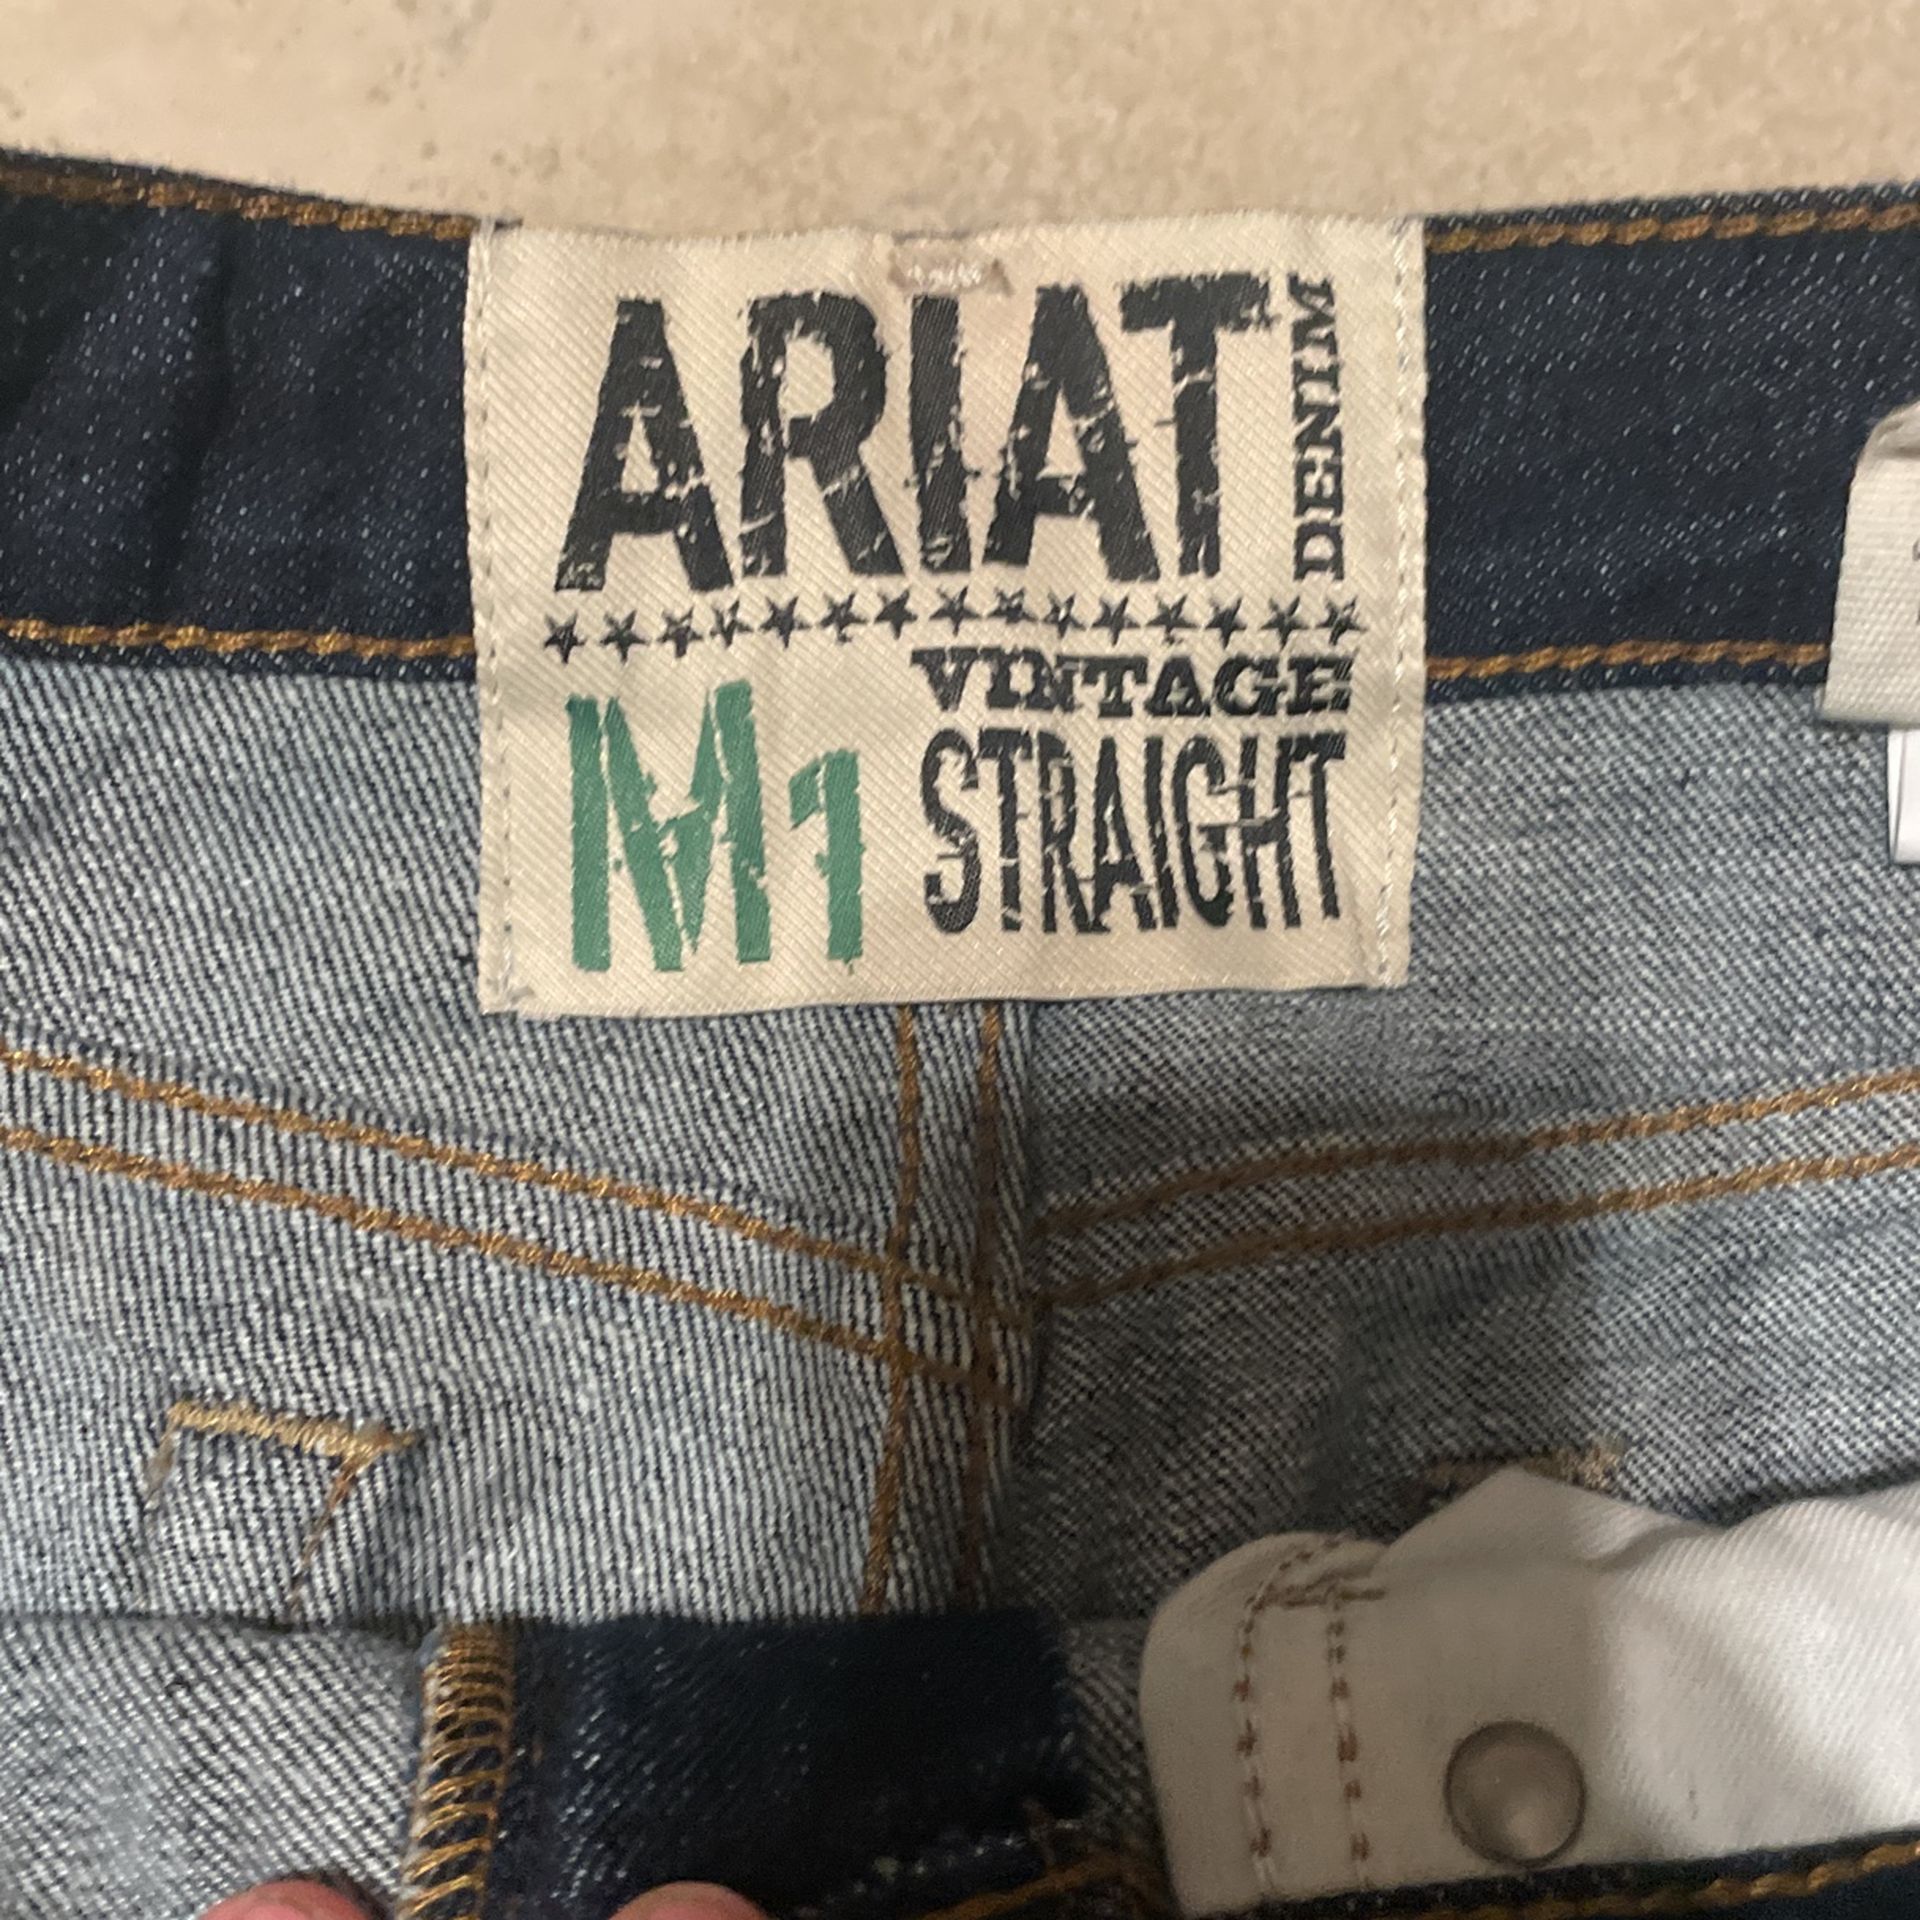 ARIAT DENIM
M1 VINTAGE
STRAIGHT